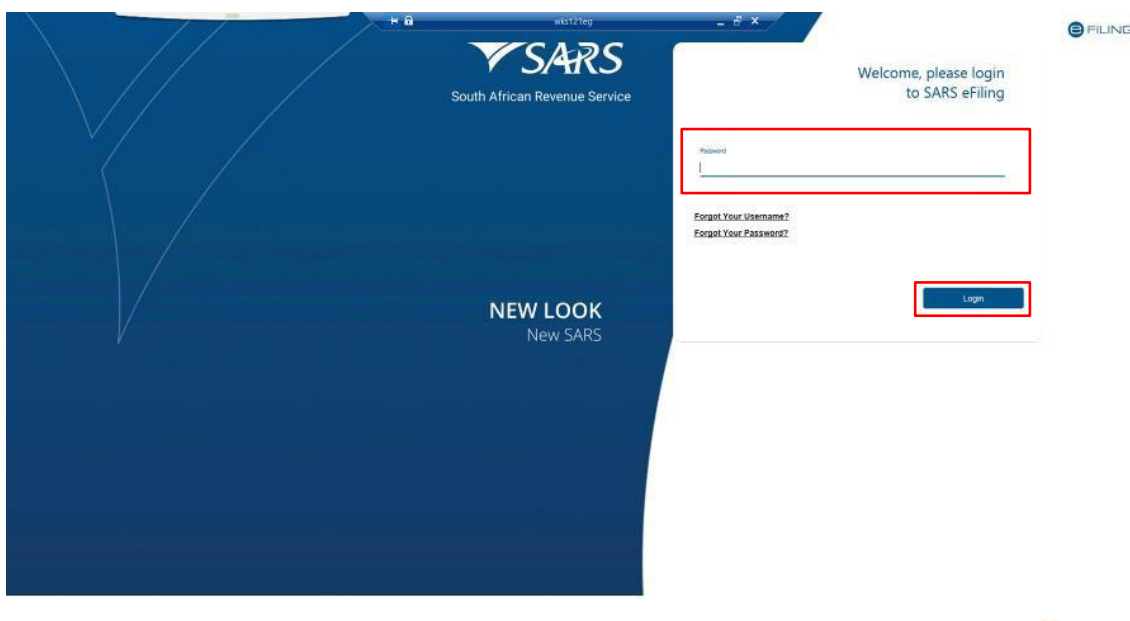 wks121eg
SARS
South African Revenue Service
e FILING
Welcome, please login
to SARS eFiling
Password
Forgot Your Username?
Forgot Your Password?
Login
NEW LOOK
New SARS